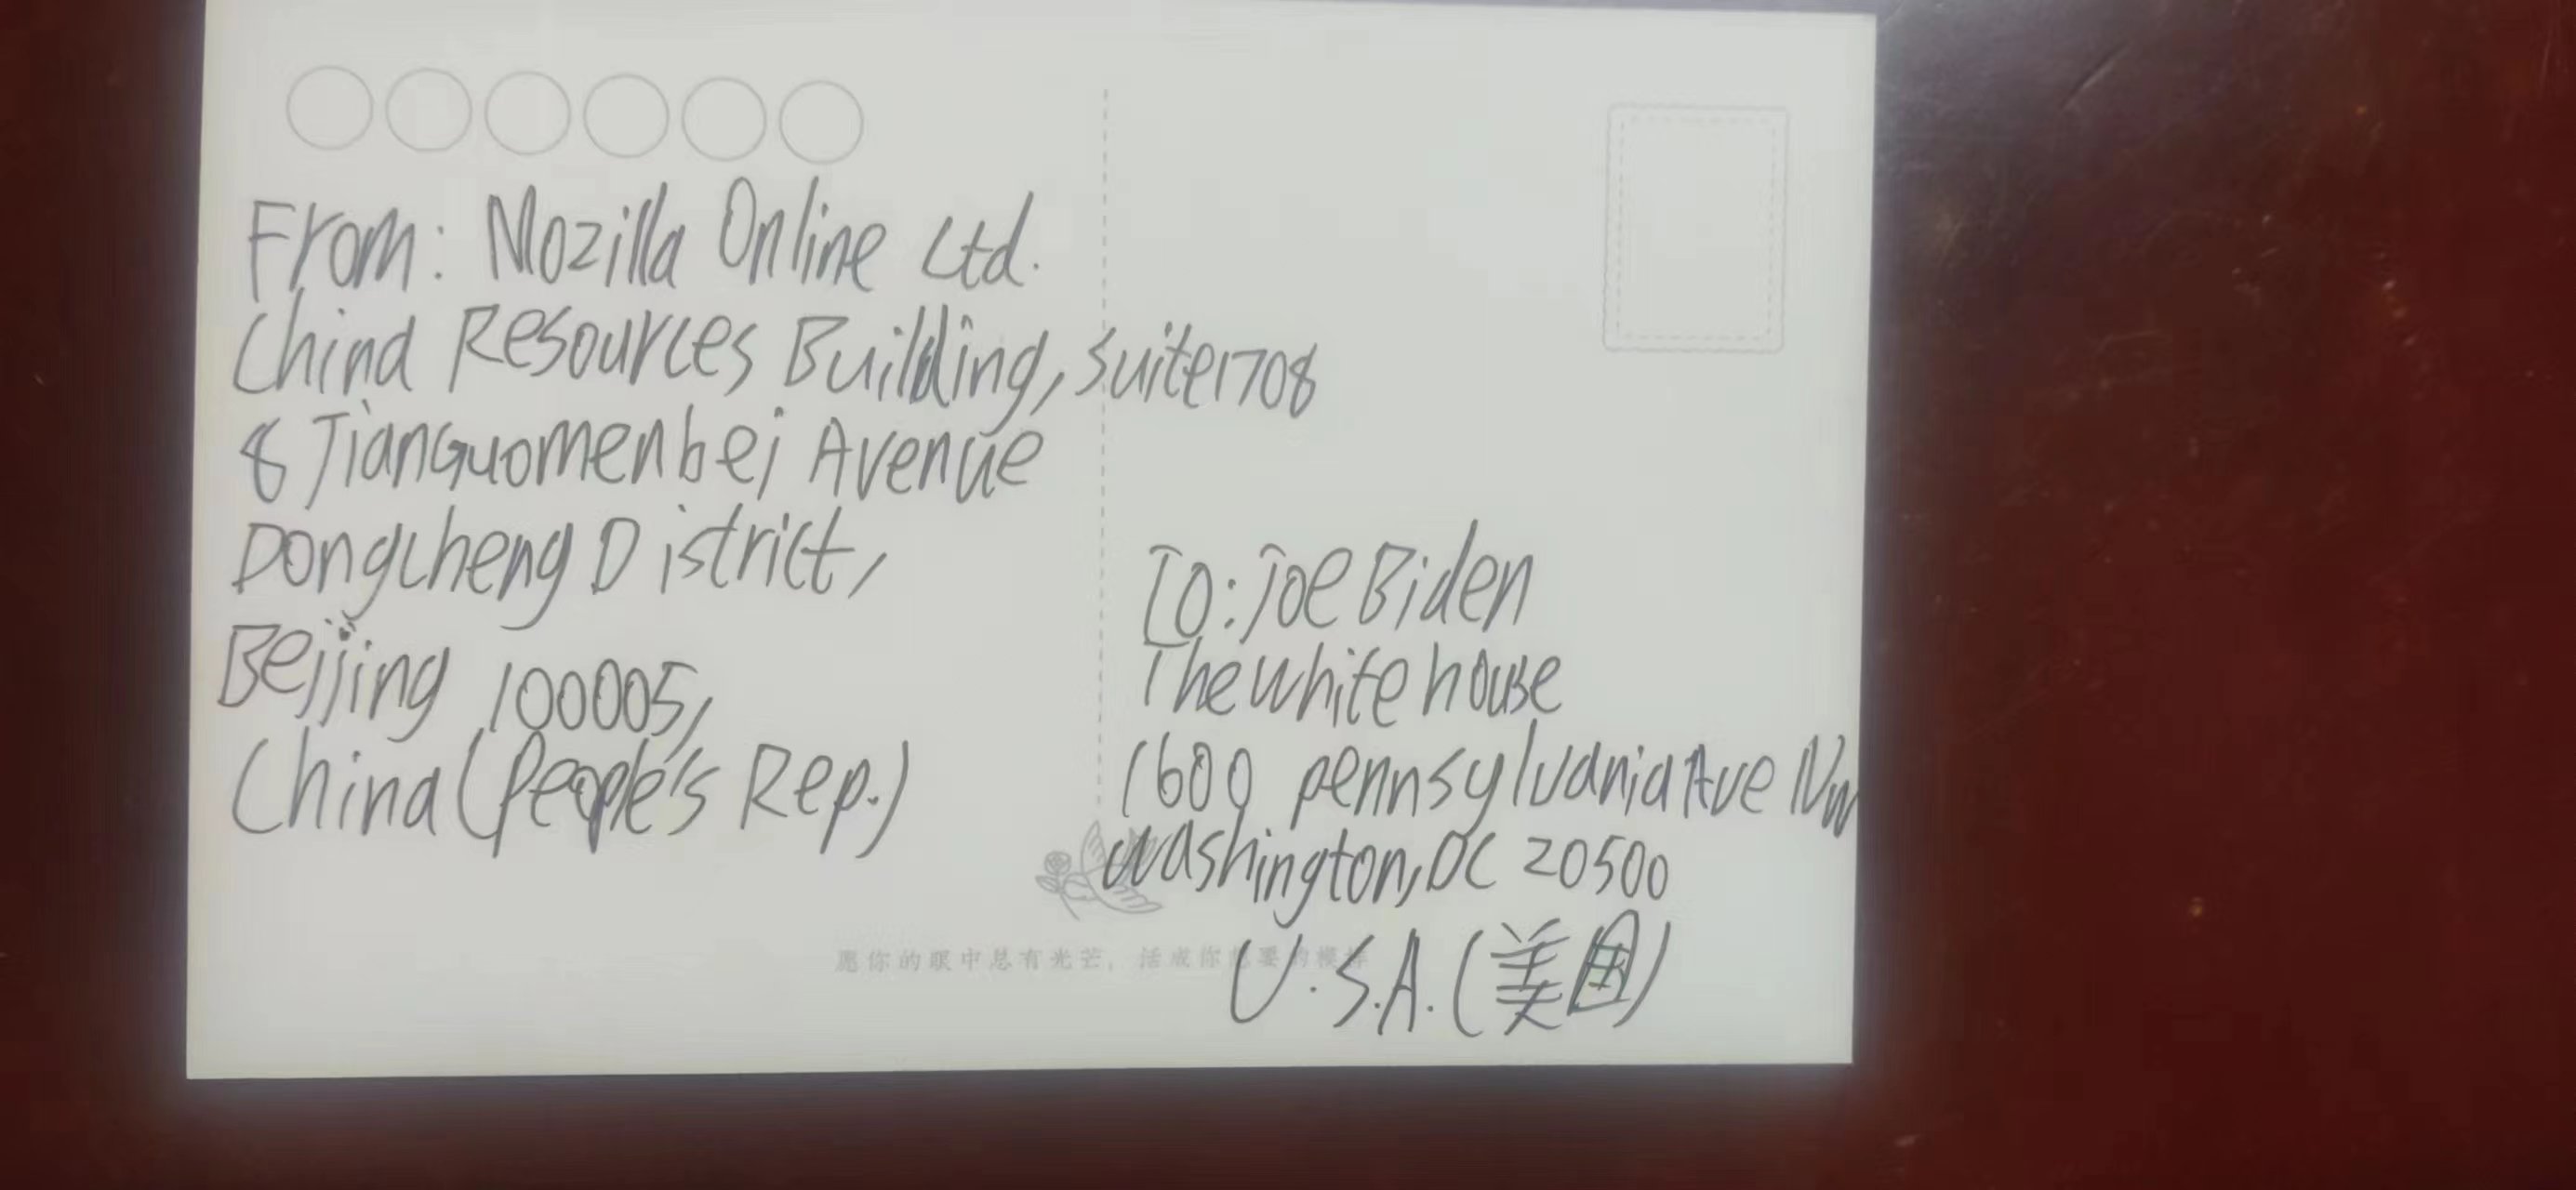 From: Mozilla Online Ltd.
China Resources Building, Suite1708
8 JianGuomenbei Avenue
Dongcheng District,
Beijing 100005,
China (People's Rep.)
To: Joe Biden
The white house
1600 pennsylvania Ave NW
Washington, DC 20500
U.S.A. (美国)
愿你的眼中总有光芒，活成你想要的模样